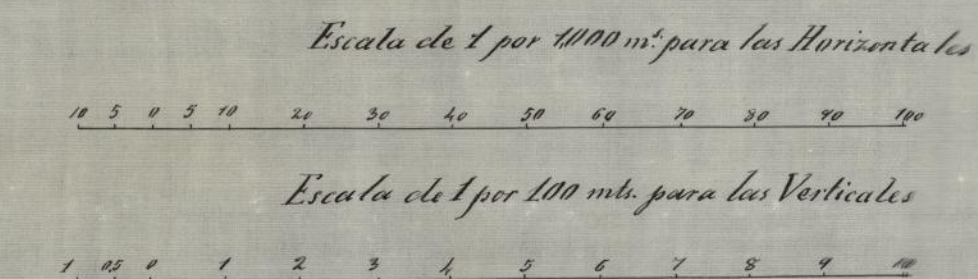 Escala de 1 por 1,000 mˢ. para las Horizontales
10 5 0 5 10 20 30 40 50 60 70 80 90 100
Escala de 1 por 100 mts. para las Verticales
1 0,5 0 1 2 3 4 5 6 7 8 9 10